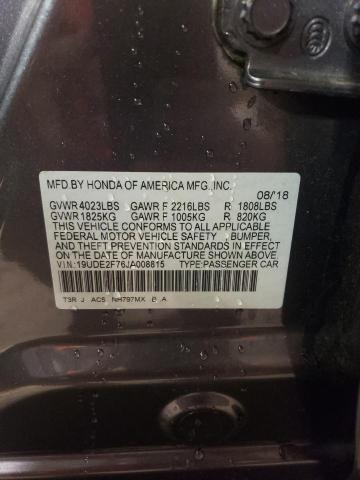 MFD BY HONDA OF AMERICA MFG.,INC. 08/18
GVWR 4023LBS GAWR F 2216LBS R 1808LBS
GVWR 1825KG GAWR F 1005KG R 820KG
THIS VEHICLE CONFORMS TO ALL APPLICABLE
FEDERAL MOTOR VEHICLE SAFETY , BUMPER,
AND THEFT PREVENTION STANDARDS IN EFFECT
ON THE DATE OF MANUFACTURE SHOWN ABOVE.
VIN:19UDE2F76JA008815 TYPE:PASSENGER CAR
T3R J AC5 NH797MX B A